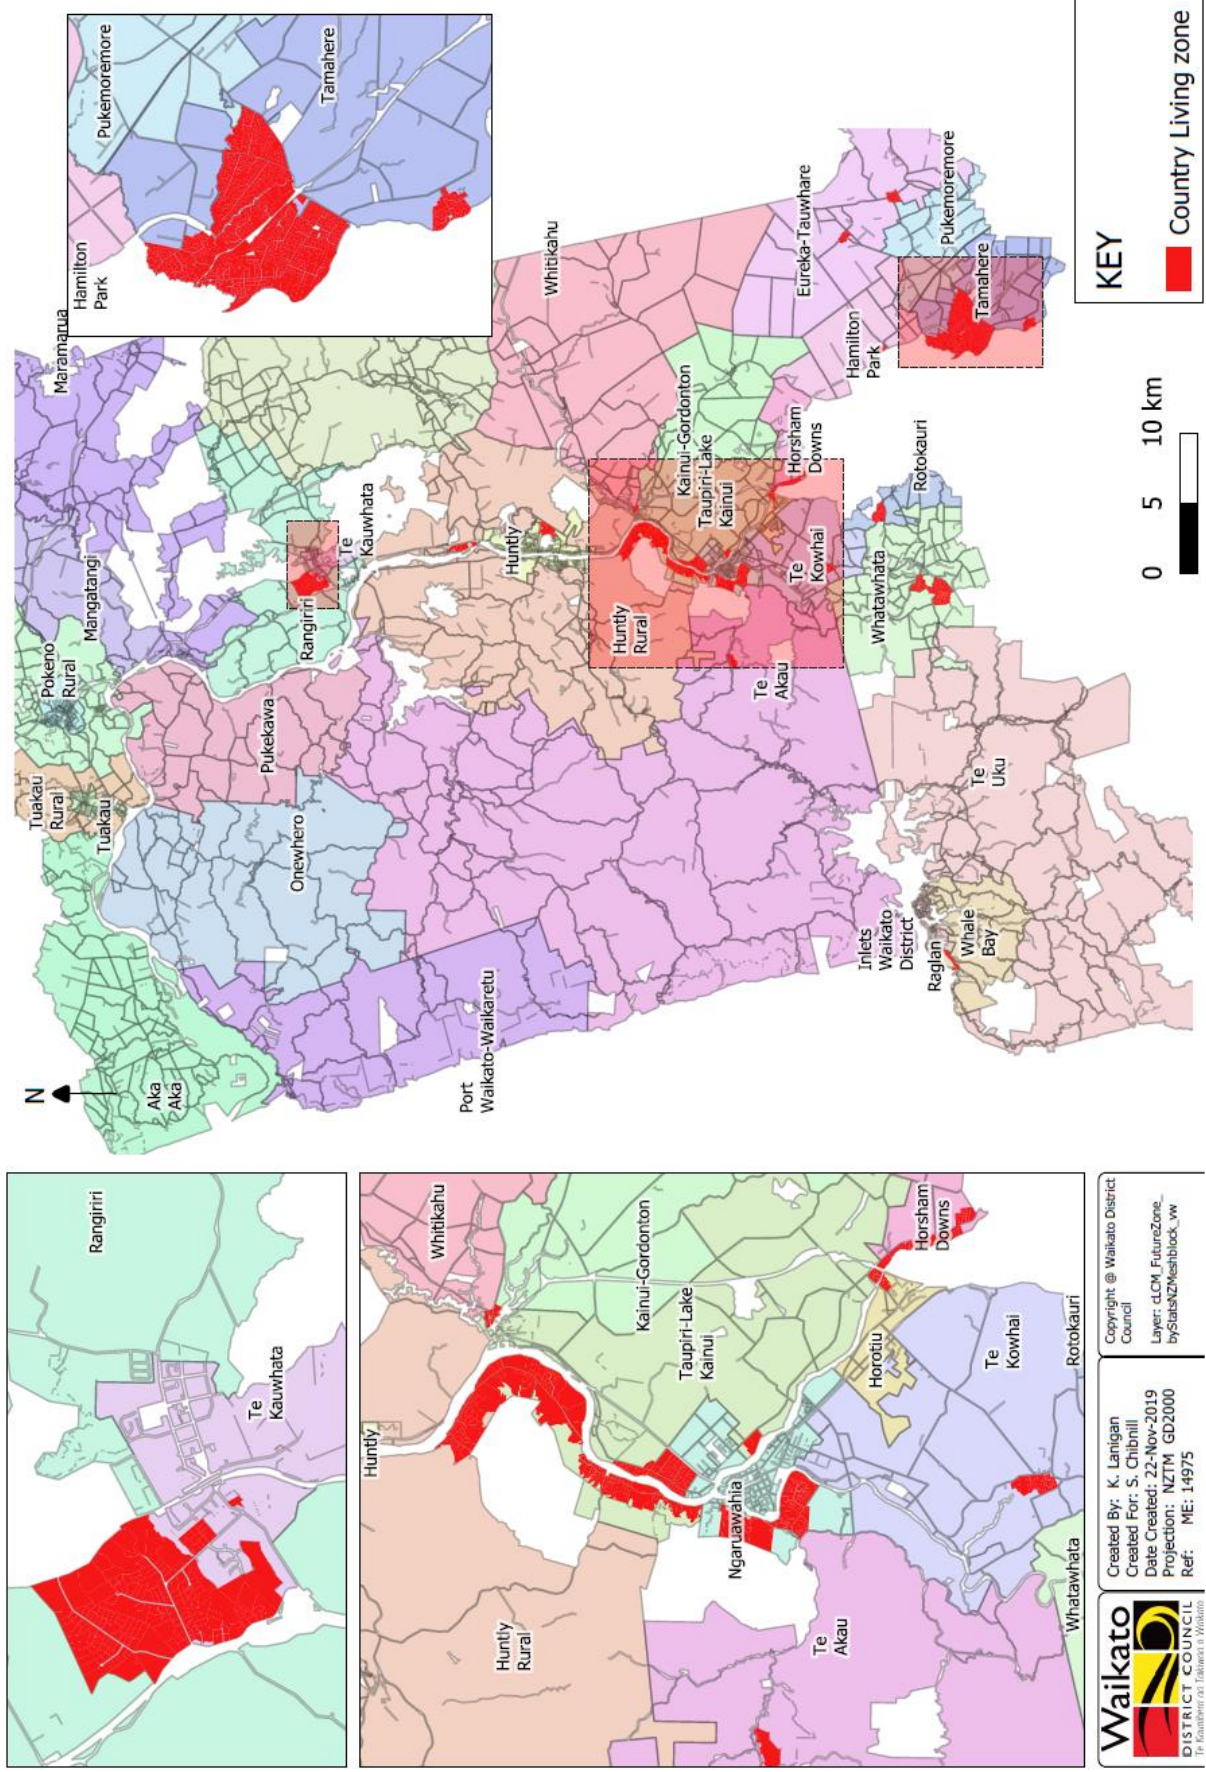 Rangiriri
Te
Kauwhata
Huntly
Whitikahu
Kainui-Gordonton
Taupiri-Lake
Kainui
Huntly
Rural
Ngaruawahia
Horotiu
Horsham
Downs
Te
Kowhai
Te
Akau
Rotokauri
Whatawhata
Waikato
DISTRICT COUNCIL
Created By: K. Lanigan
Created For: S. Chibnill
Date Created: 22-Nov-2019
Projection: NZTM GD2000
Ref: ME: 14975
Copyright @ Waikato District
Council
Layer: cLCM_FutureZone_
byStatsNZMeshblock_vw
N
Aka
Aka
Tuakau
Rural
Tuakau
Pokeno
Rural
Mangatangi
Maramarua
Onewhero
Pukekawa
Rangiriri
Te
Kauwhata
Port
Waikato-Waikaretu
Huntly
Whitikahu
Huntly
Rural
Kainui-Gordonton
Taupiri-Lake
Kainui
Te
Akau
Te
Kowhai
Horsham
Downs
Eureka-Tauwhare
Hamilton
Park
Inlets
Waikato
District
Raglan
Whale
Bay
Te
Uku
Whatawhata
Rotokauri
Pukemoremore
Tamahere
Hamilton
Park
Pukemoremore
Tamahere
0 5 10 km
KEY
Country Living zone